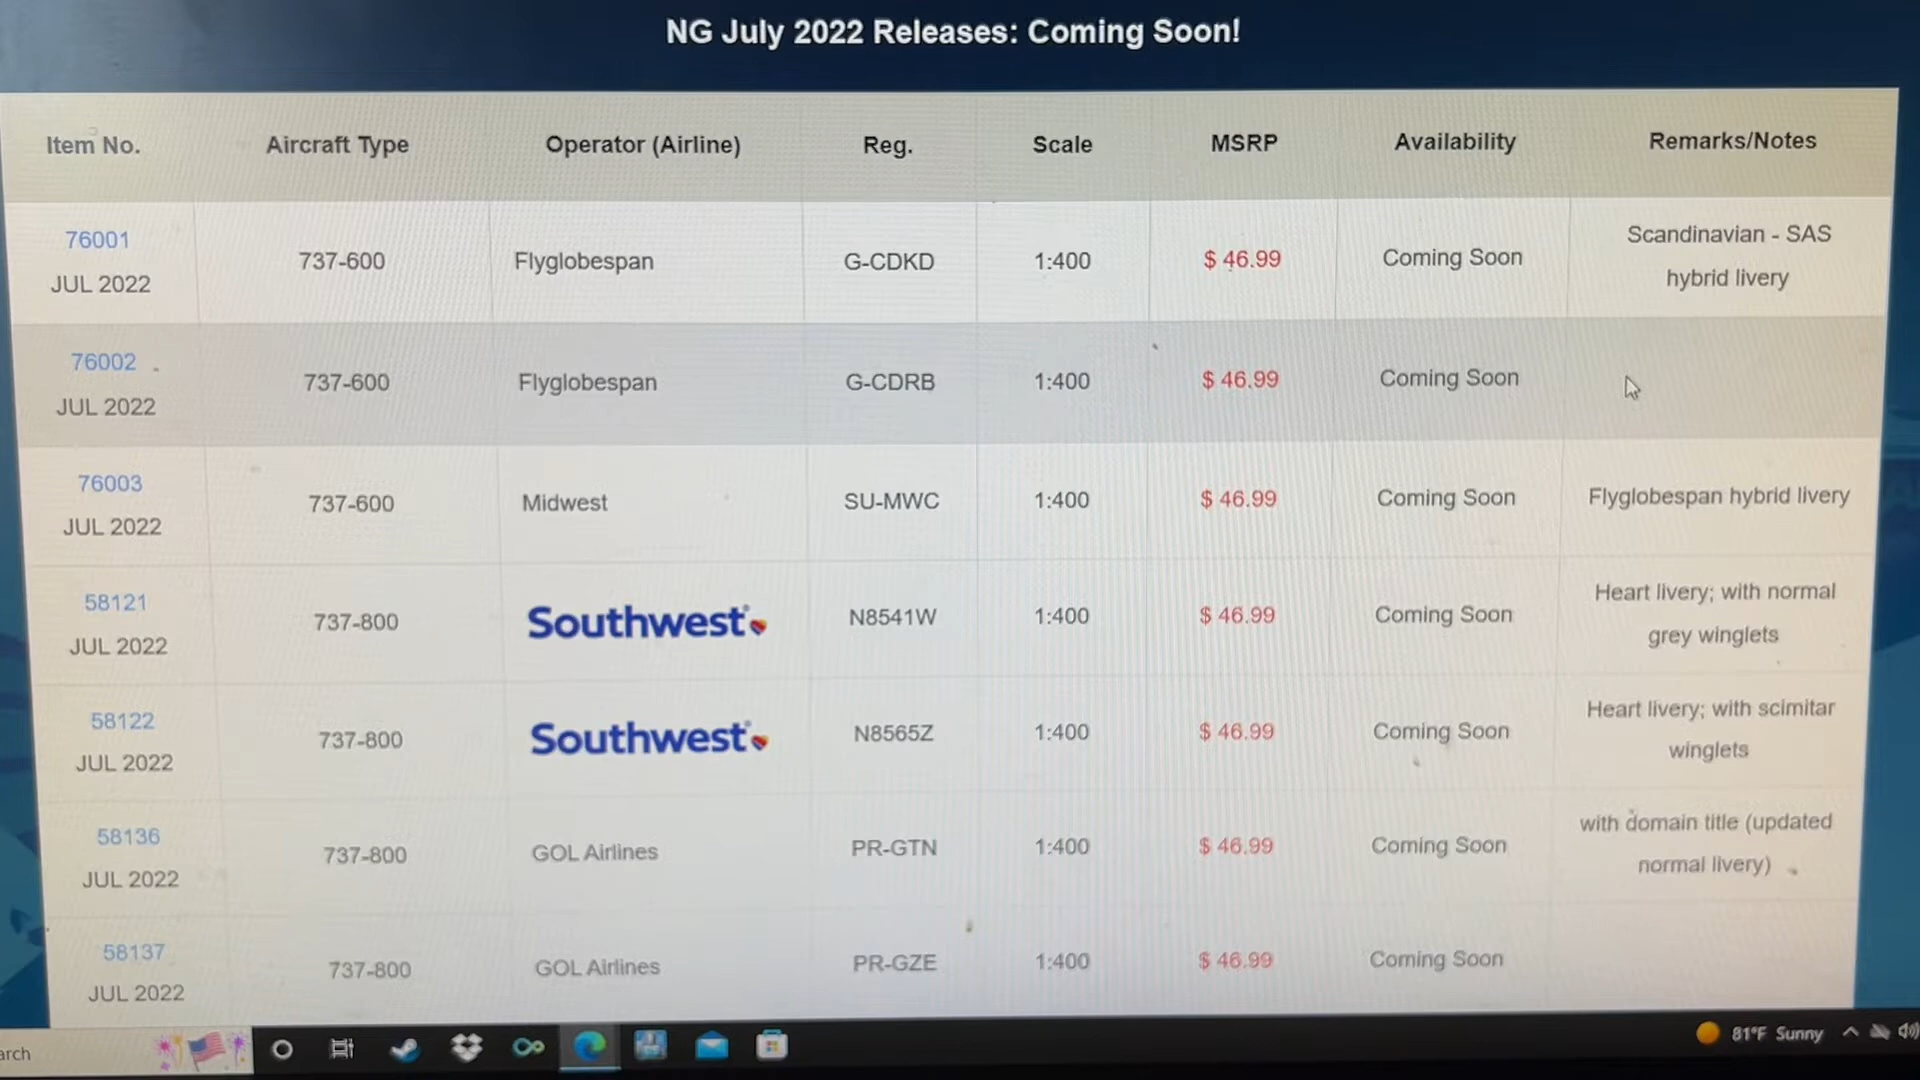 NG July 2022 Releases: Coming Soon!
Item No. Aircraft Type Operator (Airline) Reg. Scale MSRP Availability Remarks/Notes
76001 JUL 2022 737-600 Flyglobespan G-CDKD 1:400 $ 46.99 Coming Soon Scandinavian - SAS hybrid livery
76002 JUL 2022 737-600 Flyglobespan G-CDRB 1:400 $ 46.99 Coming Soon
76003 JUL 2022 737-600 Midwest SU-MWC 1:400 $ 46.99 Coming Soon Flyglobespan hybrid livery
58121 JUL 2022 737-800 Southwest N8541W 1:400 $ 46.99 Coming Soon Heart livery; with normal grey winglets
58122 JUL 2022 737-800 Southwest N8565Z 1:400 $ 46.99 Coming Soon Heart livery; with scimitar winglets
58136 JUL 2022 737-800 GOL Airlines PR-GTN 1:400 $ 46.99 Coming Soon with domain title (updated normal livery)
58137 JUL 2022 737-800 GOL Airlines PR-GZE 1:400 $ 46.99 Coming Soon
arch 81°F Sunny